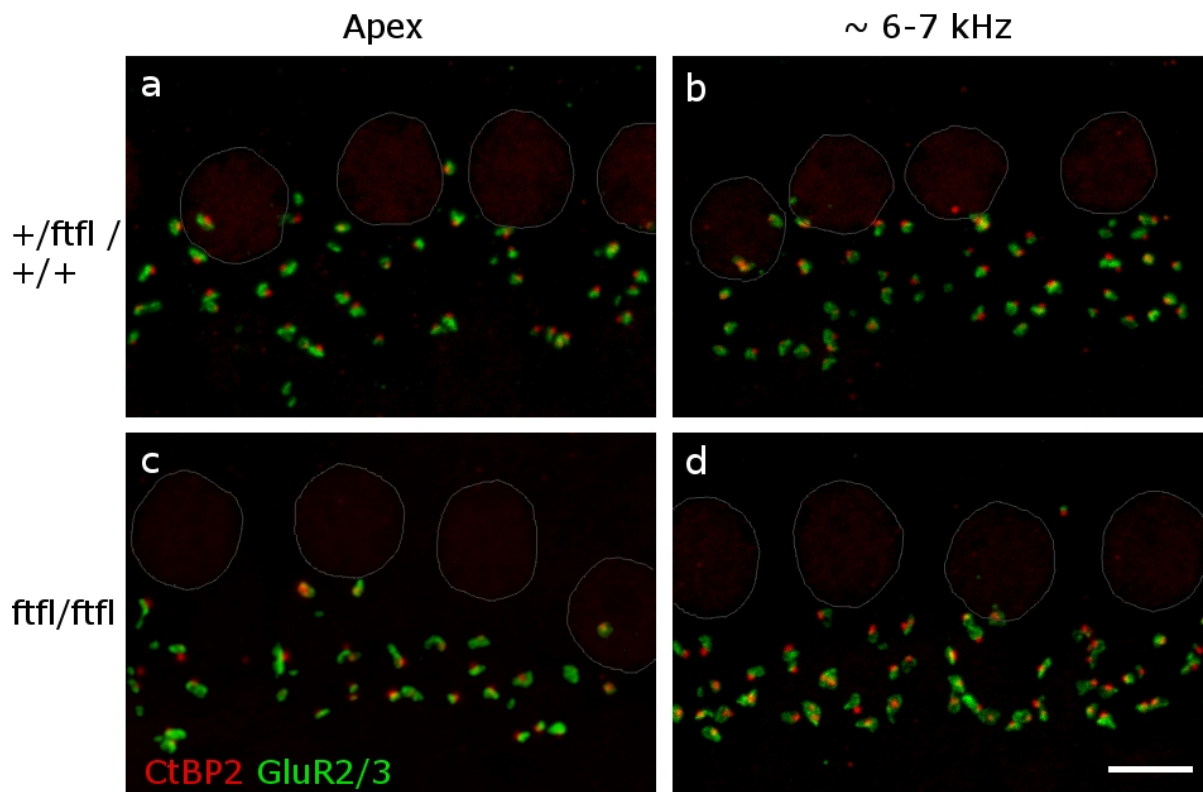 Apex
~ 6-7 kHz
a
b
+/ftfl /
+/+
c
d
ftfl/ftfl
CtBP2 GluR2/3